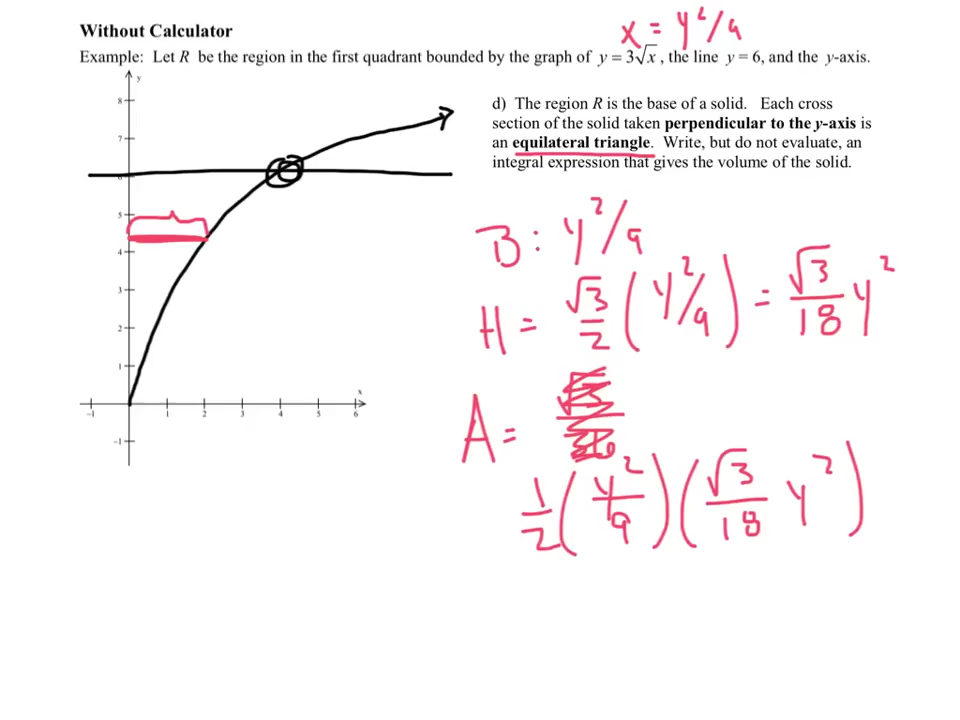 Without Calculator
x = y²/9
Example: Let R be the region in the first quadrant bounded by the graph of y = 3√x, the line y = 6, and the y-axis.
d) The region R is the base of a solid. Each cross
section of the solid taken perpendicular to the y-axis is
an equilateral triangle. Write, but do not evaluate, an
integral expression that gives the volume of the solid.
y
8
7
6
5
4
3
2
1
-1
x
-1 1 2 3 4 5 6
B: y²/9
H = √3/2 (y²/9) = √3/18 y²
A =
1/2 (y²/9)(√3/18 y²)